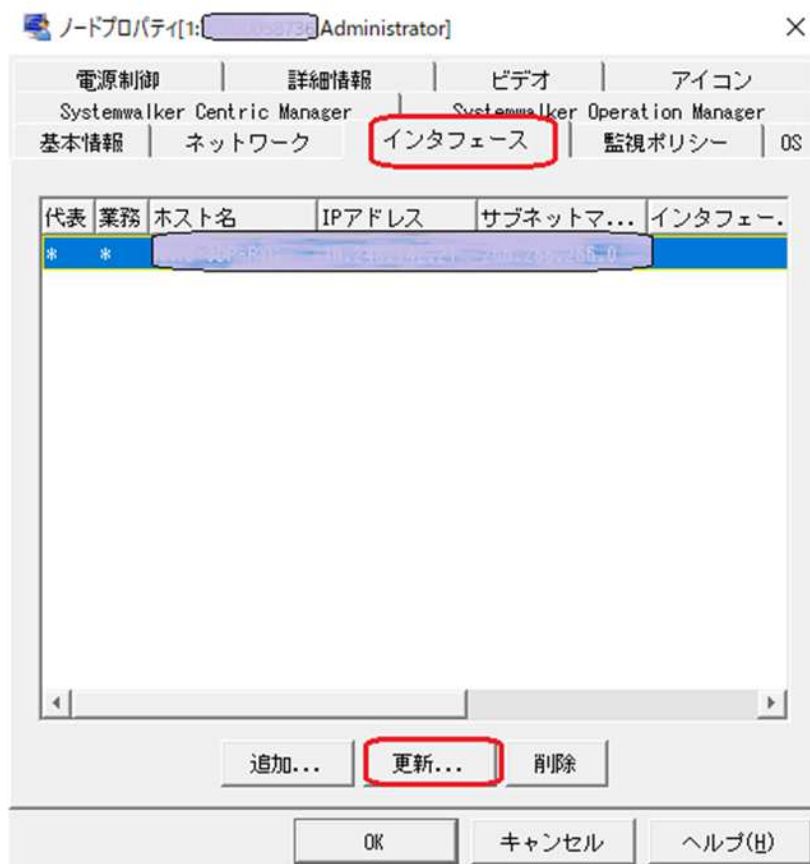 ノードプロパティ[1: Administrator]
電源制御 詳細情報 ビデオ アイコン
Systemwalker Centric Manager Systemwalker Operation Manager
基本情報 ネットワーク インタフェース 監視ポリシー OS
代表 業務 ホスト名 IPアドレス サブネットマ... インタフェー.
* *
追加... 更新... 削除
OK キャンセル ヘルプ(H)